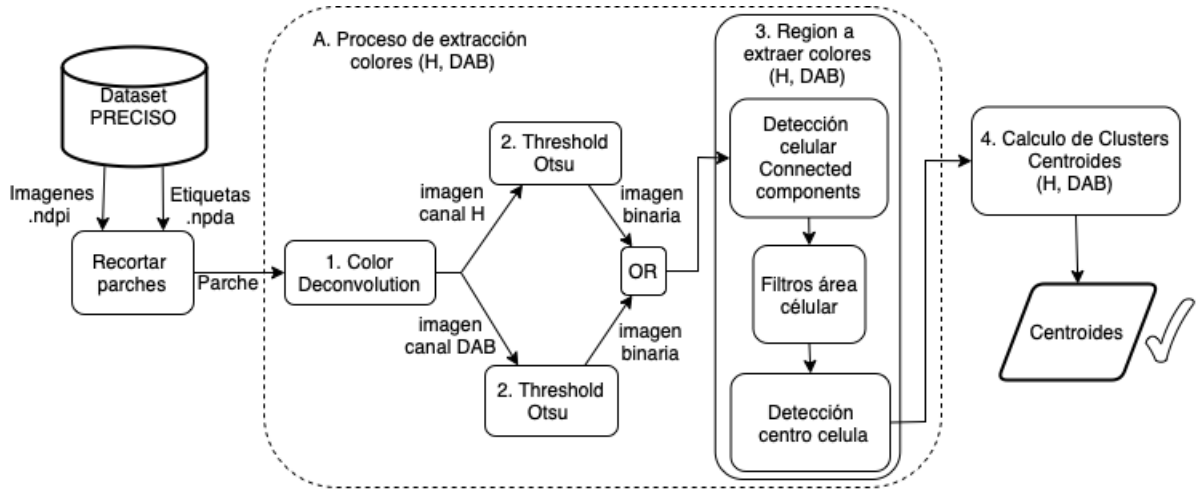 Dataset
PRECISO
Imagenes
.ndpi
Etiquetas
.npda
Recortar
parches
Parche
A. Proceso de extracción
colores (H, DAB)
1. Color
Deconvolution
imagen
canal H
imagen
canal DAB
2. Threshold
Otsu
2. Threshold
Otsu
imagen
binaria
OR
imagen
binaria
3. Region a
extraer colores
(H, DAB)
Detección
celular
Connected
components
Filtros área
célular
Detección
centro celula
4. Calculo de Clusters
Centroides
(H, DAB)
Centroides